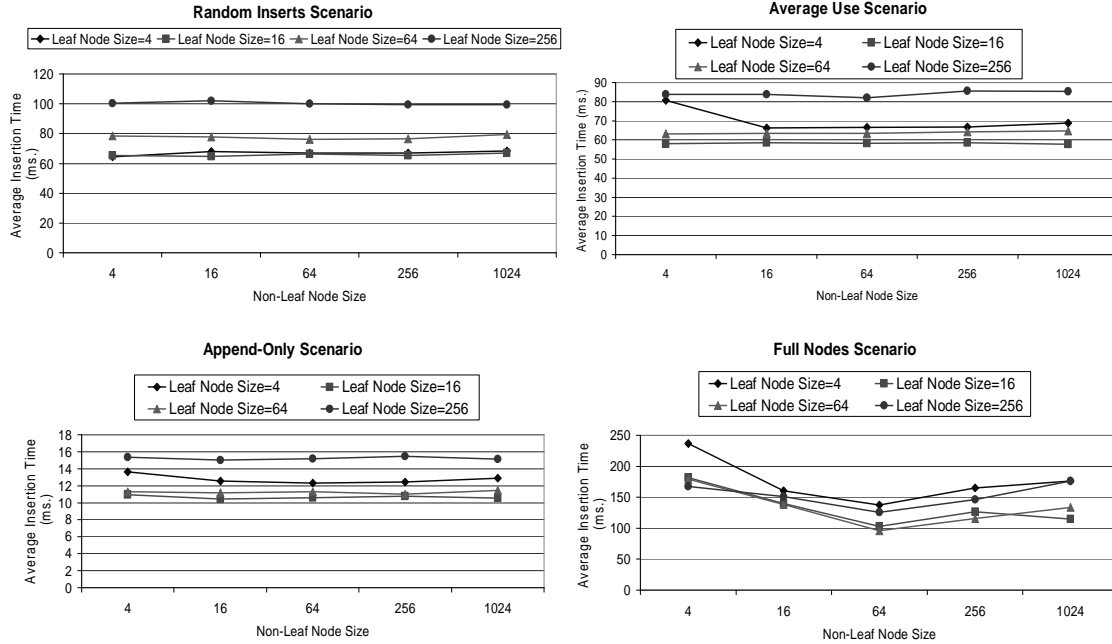 Random Inserts Scenario
Leaf Node Size=4 Leaf Node Size=16 Leaf Node Size=64 Leaf Node Size=256
Average Insertion Time
(ms.)
120
100
80
60
40
20
0
4 16 64 256 1024
Non-Leaf Node Size
Average Use Scenario
Leaf Node Size=4 Leaf Node Size=16
Leaf Node Size=64 Leaf Node Size=256
Average Insertion Time (ms.)
90
80
70
60
50
40
30
20
10
0
4 16 64 256 1024
Non-Leaf Node Size
Append-Only Scenario
Leaf Node Size=4 Leaf Node Size=16
Leaf Node Size=64 Leaf Node Size=256
Average Insertion Time
(ms.)
18
16
14
12
10
8
6
4
2
0
4 16 64 256 1024
Non-Leaf Node Size
Full Nodes Scenario
Leaf Node Size=4 Leaf Node Size=16
Leaf Node Size=64 Leaf Node Size=256
Average Insertion Time
(ms.)
250
200
150
100
50
0
4 16 64 256 1024
Non-Leaf Node Size